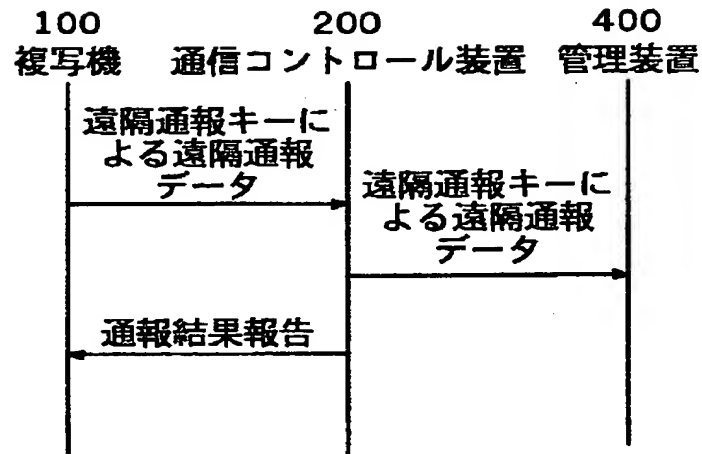 100 200 400
複写機 通信コントロール装置 管理装置
遠隔通報キーに
よる遠隔通報
データ
遠隔通報キーに
よる遠隔通報
データ
通報結果報告